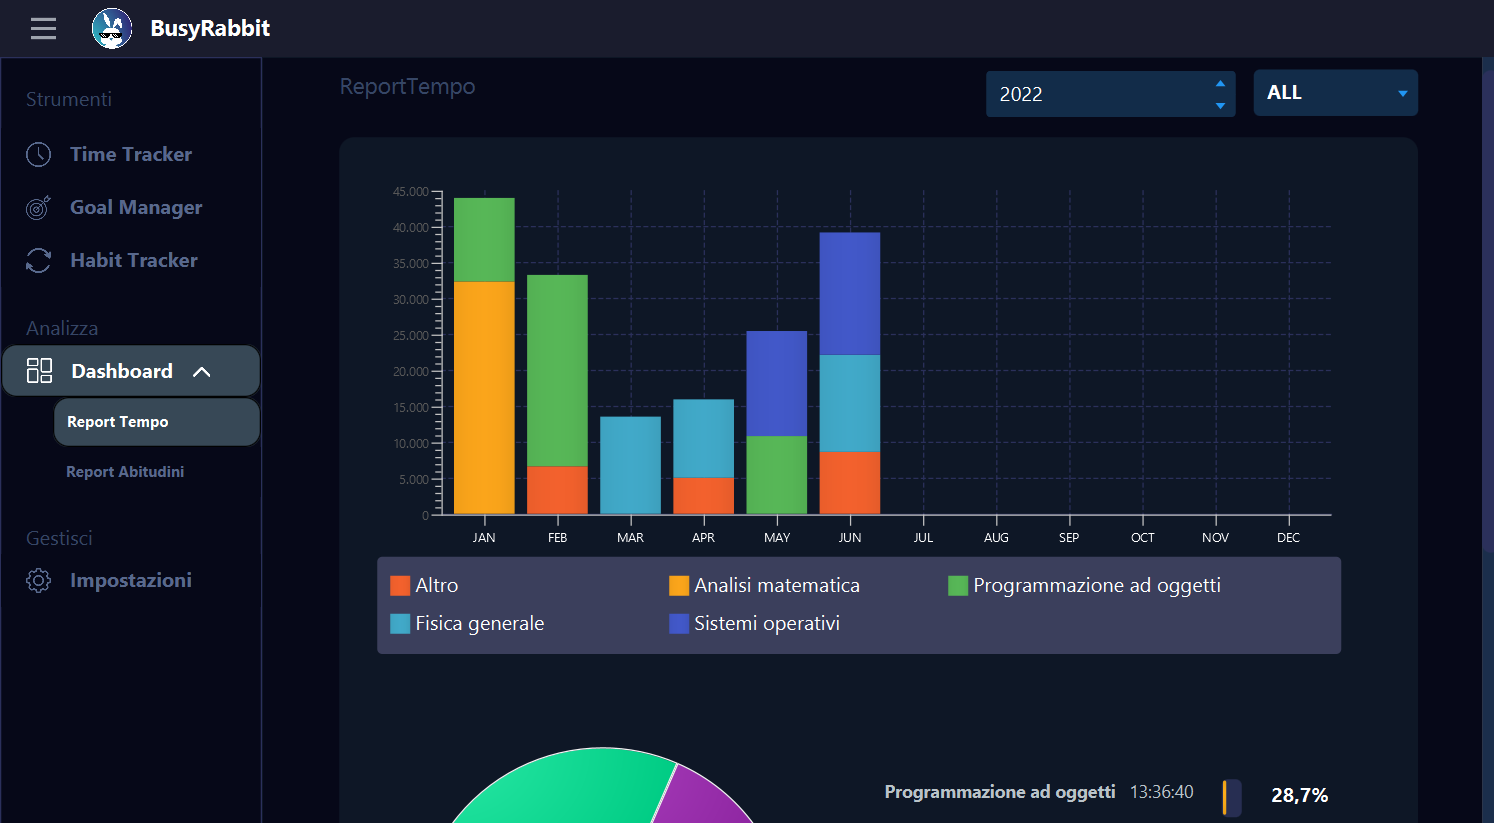 BusyRabbit
Strumenti
Time Tracker
Goal Manager
Habit Tracker
Analizza
Dashboard
Report Tempo
Report Abitudini
Gestisci
Impostazioni
ReportTempo
2022
ALL
45.000
40.000
35.000
30.000
25.000
20.000
15.000
10.000
5.000
0
JAN FEB MAR APR MAY JUN JUL AUG SEP OCT NOV DEC
Altro Analisi matematica Programmazione ad oggetti
Fisica generale Sistemi operativi
Programmazione ad oggetti 13:36:40 28,7%